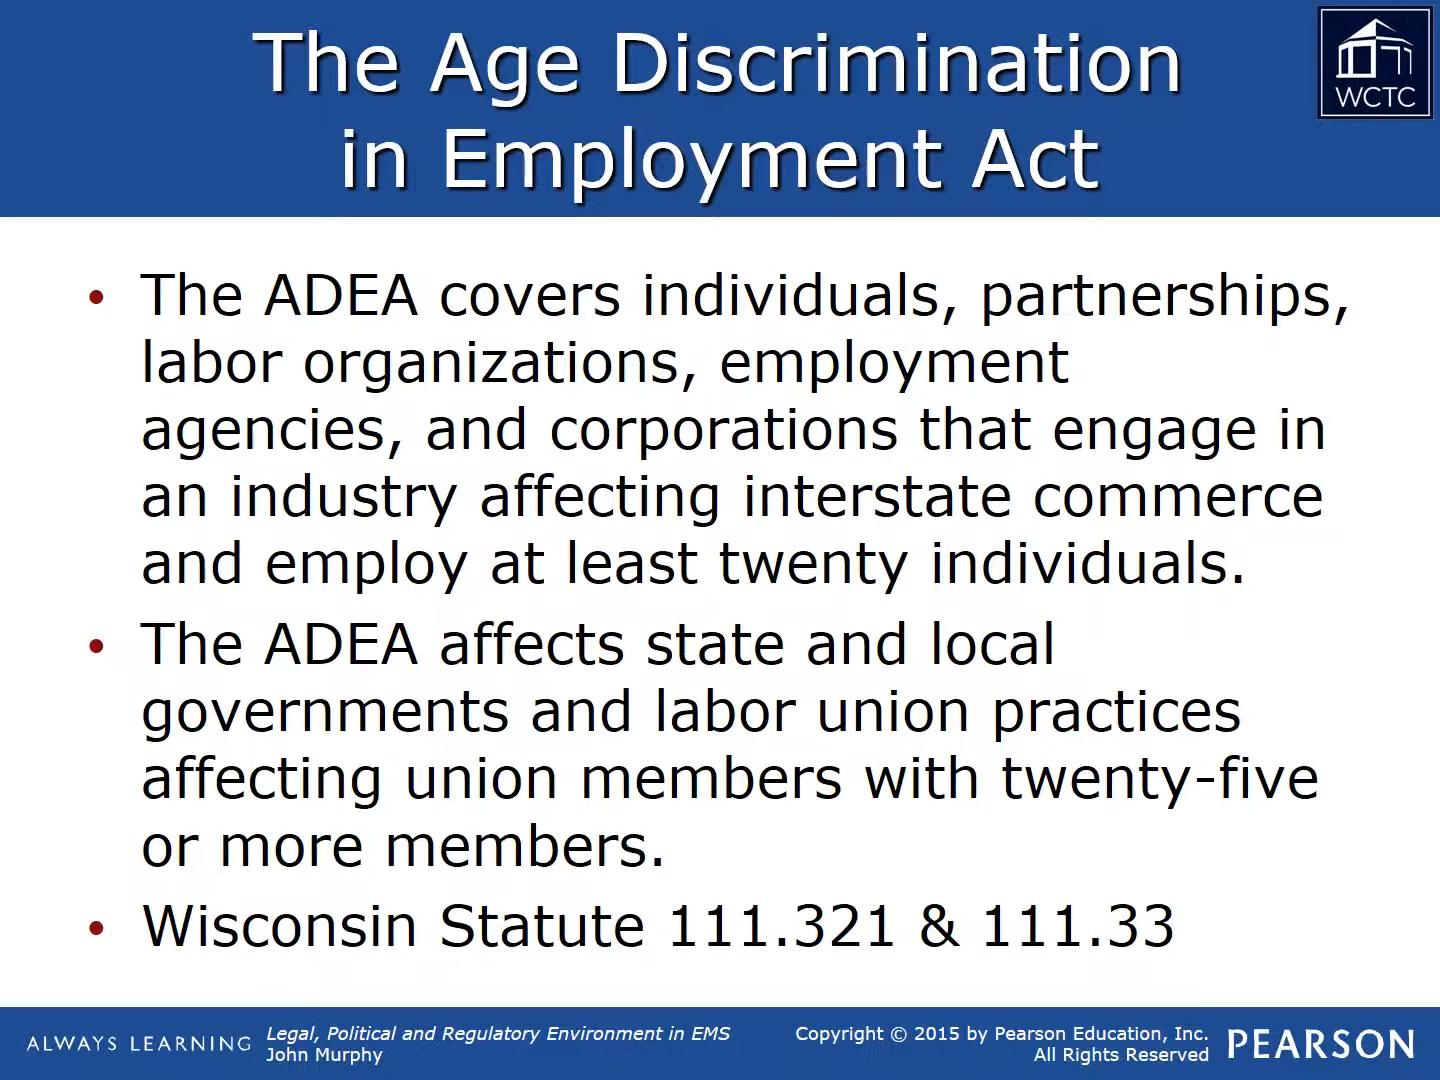 The Age Discrimination
in Employment Act
WCTC
• The ADEA covers individuals, partnerships,
labor organizations, employment
agencies, and corporations that engage in
an industry affecting interstate commerce
and employ at least twenty individuals.
• The ADEA affects state and local
governments and labor union practices
affecting union members with twenty-five
or more members.
• Wisconsin Statute 111.321 & 111.33
ALWAYS LEARNING
Legal, Political and Regulatory Environment in EMS
John Murphy
Copyright © 2015 by Pearson Education, Inc.
All Rights Reserved
PEARSON